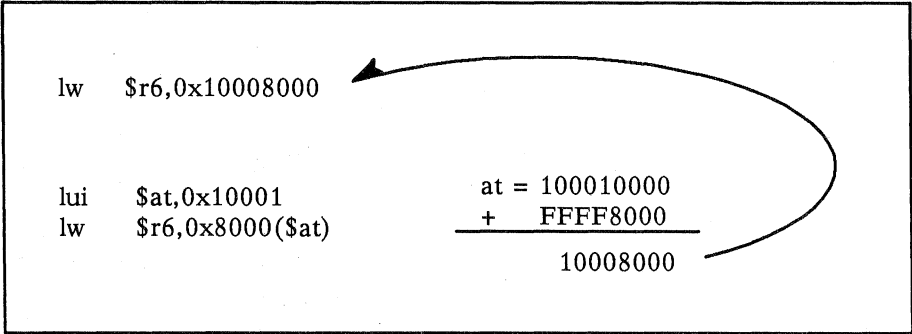 lw $r6,0x10008000
lui $at,0x10001
lw $r6,0x8000($at)
at = 100010000
+ FFFF8000
10008000